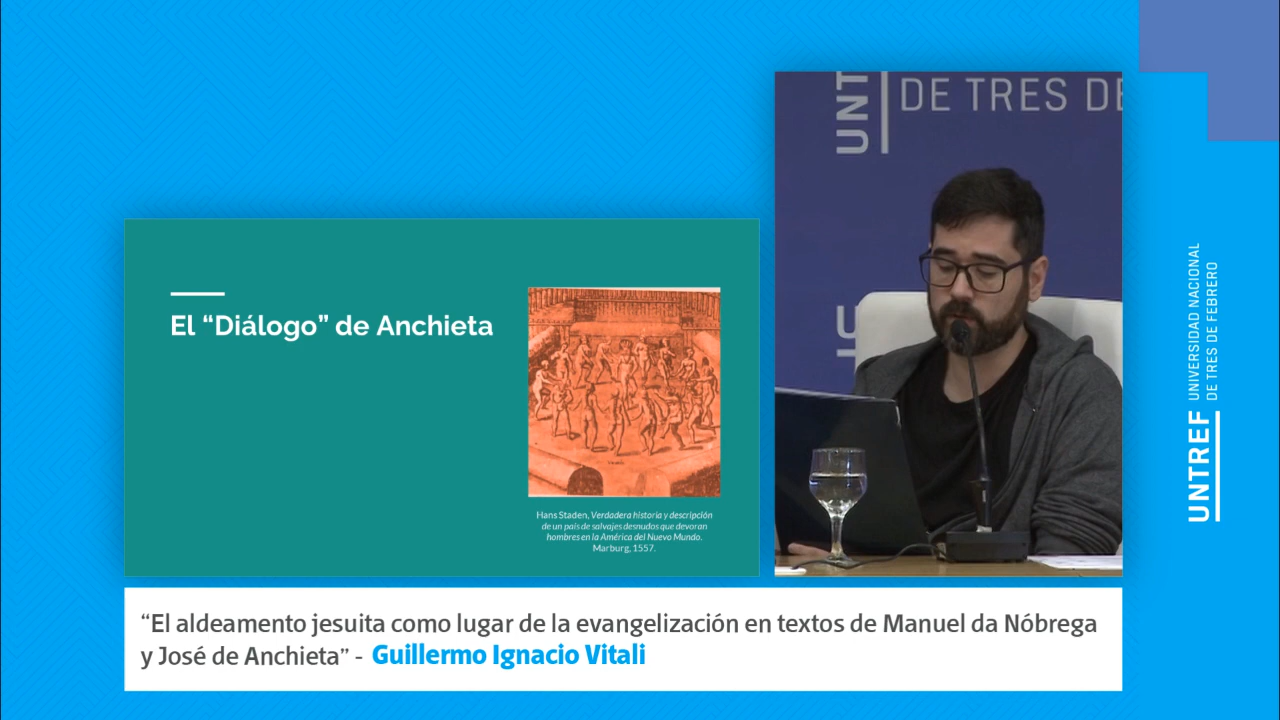 UNT
DE TRES DE
El “Diálogo” de Anchieta
Hans Staden, Verdadera historia y descripción
de un país de salvajes desnudos que devoran
hombres en la América del Nuevo Mundo.
Marburg, 1557.
“El aldeamento jesuita como lugar de la evangelización en textos de Manuel da Nóbrega
y José de Anchieta” - Guillermo Ignacio Vitali
UNTREF
UNIVERSIDAD NACIONAL
DE TRES DE FEBRERO